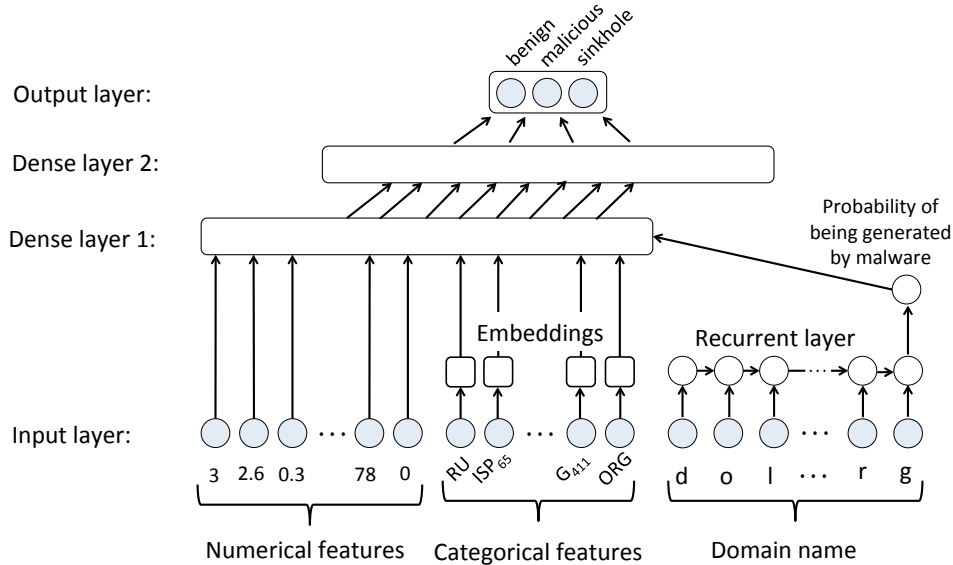 benign
malicious
sinkhole
Output layer:
Dense layer 2:
Dense layer 1:
Probability of
being generated
by malware
Embeddings
Recurrent layer
Input layer:
3 2.6 0.3 ··· 78 0
RU ISP 65 ··· G411 ORG
d o l ··· r g
Numerical features
Categorical features
Domain name